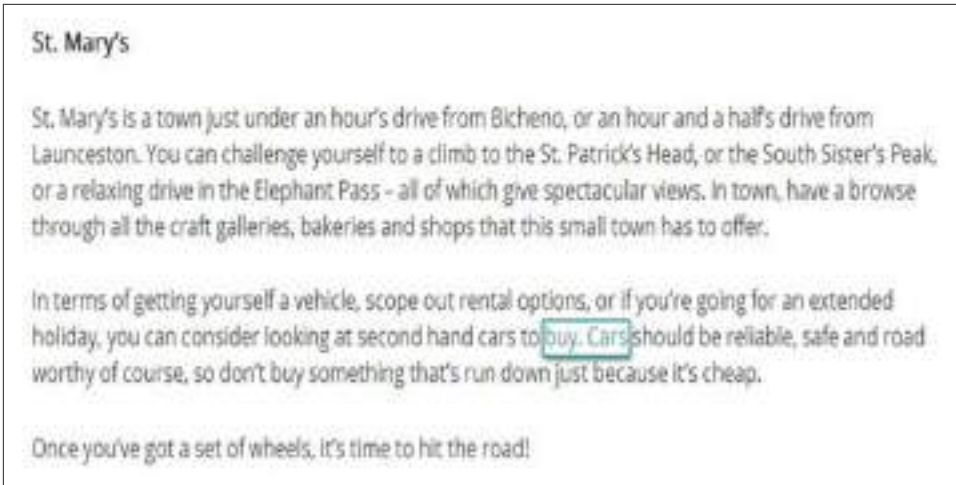 St. Mary's
St. Mary's is a town just under an hour's drive from Bicheno, or an hour and a half's drive from
Launceston. You can challenge yourself to a climb to the St. Patrick's Head, or the South Sister's Peak,
or a relaxing drive in the Elephant Pass – all of which give spectacular views. In town, have a browse
through all the craft galleries, bakeries and shops that this small town has to offer.
In terms of getting yourself a vehicle, scope out rental options, or if you're going for an extended
holiday, you can consider looking at second hand cars to buy. Cars should be reliable, safe and road
worthy of course, so don't buy something that's run down just because it's cheap.
Once you've got a set of wheels, it's time to hit the road!